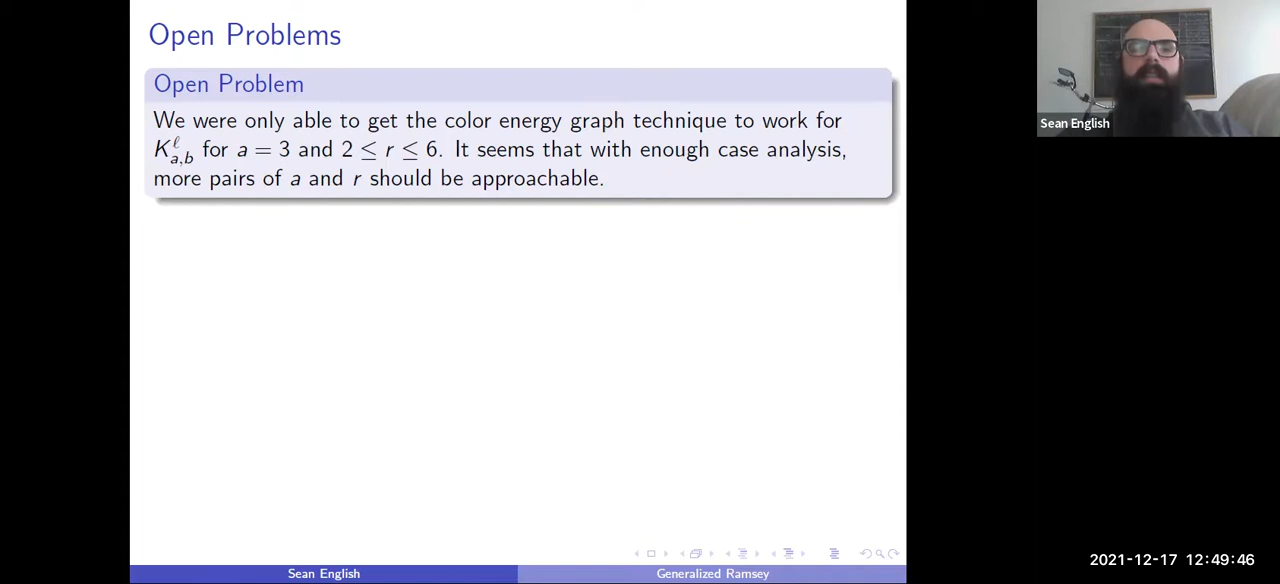 Open Problems
Open Problem
We were only able to get the color energy graph technique to work for
K^ℓ_{a,b} for a = 3 and 2 ≤ r ≤ 6. It seems that with enough case analysis,
more pairs of a and r should be approachable.
Sean English
Sean English Generalized Ramsey
2021-12-17 12:49:46